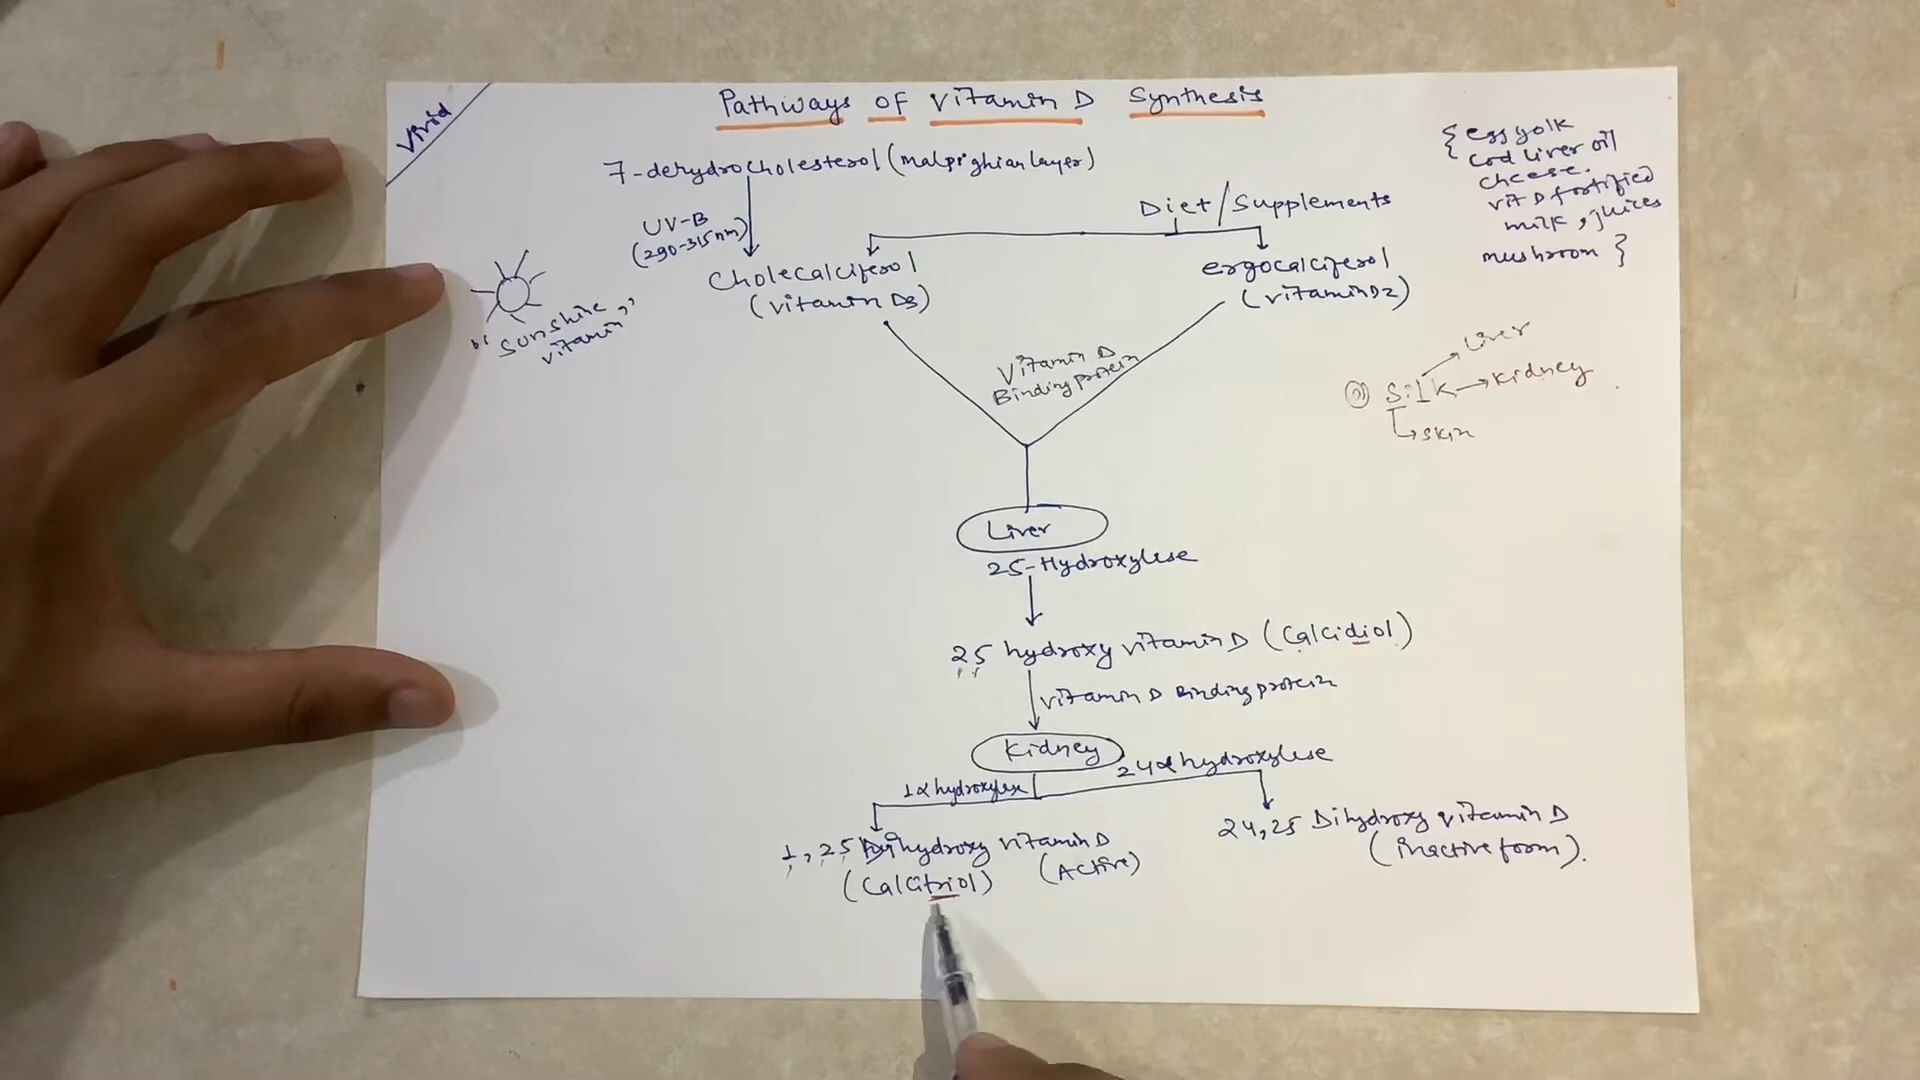 Vivid
Pathways of Vitamin D Synthesis
7-dehydrocholesterol (malpighian layer)
UV-B
(290-315nm)
"Sunshine
vitamin"
Diet/Supplements
{ egg yolk
Cod liver oil
cheese.
vit D fortified
milk, juices
mushroom }
Cholecalciferol
(vitamin D3)
ergocalciferol
(vitamin D2)
Vitamin D
Binding protein
Silk
Liver
Kidney
Skin
Liver
25-Hydroxylase
25 hydroxy vitamin D (Calcidiol)
vitamin D Binding protein
Kidney
1α hydroxylase
24α hydroxylase
1,25 hydroxy vitamin D
(Calcitriol) (Active)
24,25 Dihydroxy vitamin D
(inactive form).